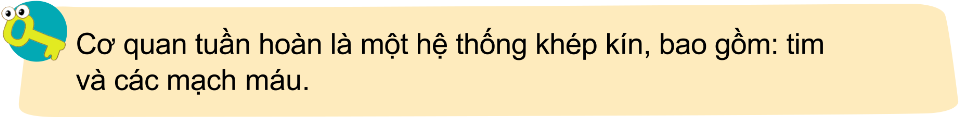 Cơ quan tuần hoàn là một hệ thống khép kín, bao gồm: tim
và các mạch máu.